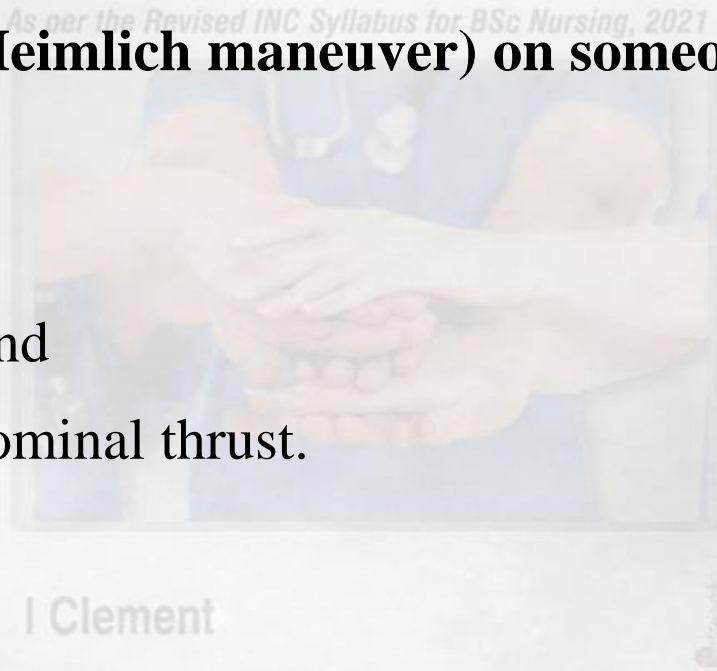 As per the Revised INC Syllabus for BSc Nursing, 2021
Heimlich maneuver) on someo
nd
ominal thrust.
I Clement